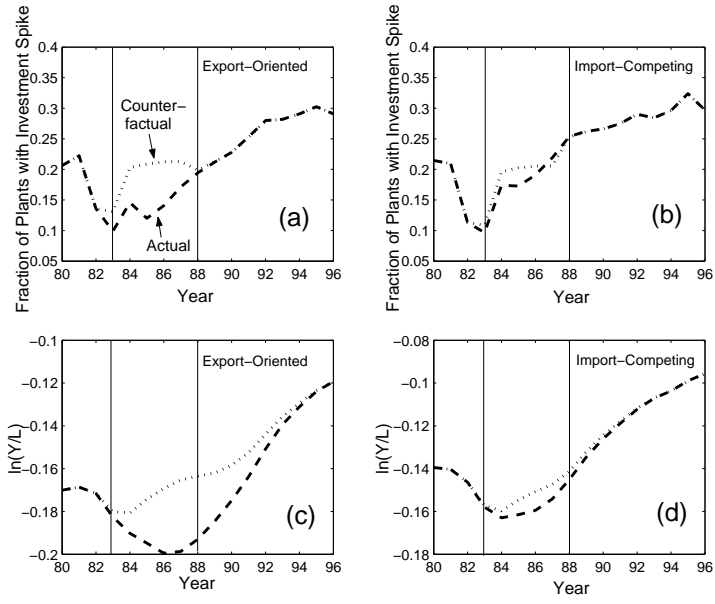 Fraction of Plants with Investment Spike
0.4
0.35
0.3
0.25
0.2
0.15
0.1
0.05
Export−Oriented
Counter−
factual
Actual
(a)
80 82 84 86 88 90 92 94 96
Year
Fraction of Plants with Investment Spike
0.4
0.35
0.3
0.25
0.2
0.15
0.1
0.05
Import−Competing
(b)
80 82 84 86 88 90 92 94 96
Year
ln(Y/L)
−0.1
−0.12
−0.14
−0.16
−0.18
−0.2
Export−Oriented
(c)
80 82 84 86 88 90 92 94 96
Year
ln(Y/L)
−0.08
−0.1
−0.12
−0.14
−0.16
−0.18
Import−Competing
(d)
80 82 84 86 88 90 92 94 96
Year